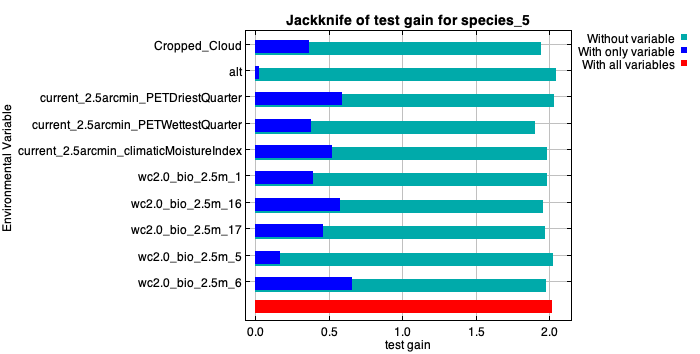 Jackknife of test gain for species_5
Without variable
With only variable
With all variables
Environmental Variable
Cropped_Cloud
alt
current_2.5arcmin_PETDriestQuarter
current_2.5arcmin_PETWettestQuarter
current_2.5arcmin_climaticMoistureIndex
wc2.0_bio_2.5m_1
wc2.0_bio_2.5m_16
wc2.0_bio_2.5m_17
wc2.0_bio_2.5m_5
wc2.0_bio_2.5m_6
0.0 0.5 1.0 1.5 2.0
test gain